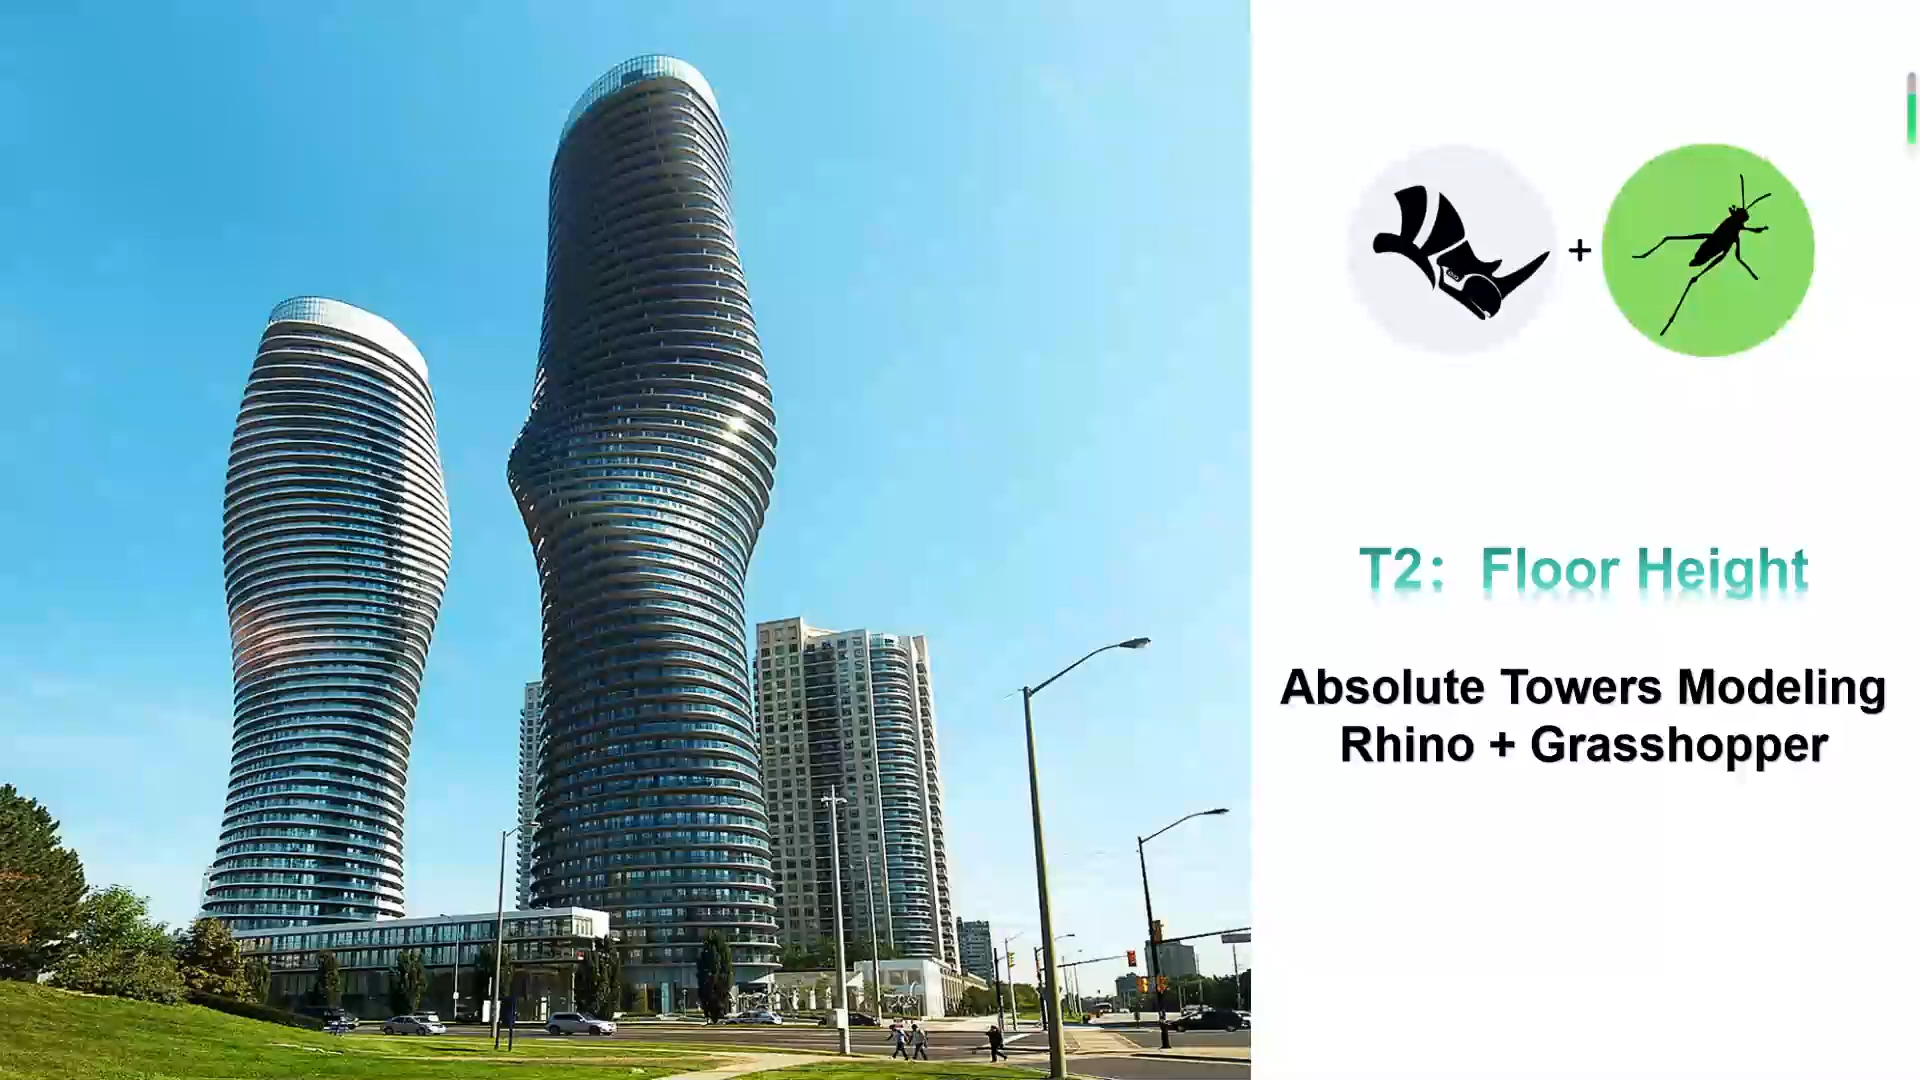 +
T2： Floor Height
Absolute Towers Modeling
Rhino + Grasshopper